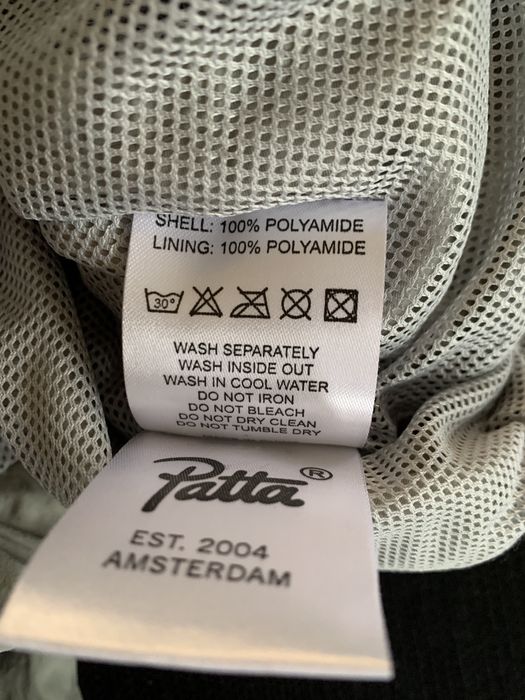 SHELL: 100% POLYAMIDE
LINING: 100% POLYAMIDE
30°
WASH SEPARATELY
WASH INSIDE OUT
WASH IN COOL WATER
DO NOT IRON
DO NOT BLEACH
DO NOT DRY CLEAN
DO NOT TUMBLE DRY
Patta®
EST. 2004
AMSTERDAM